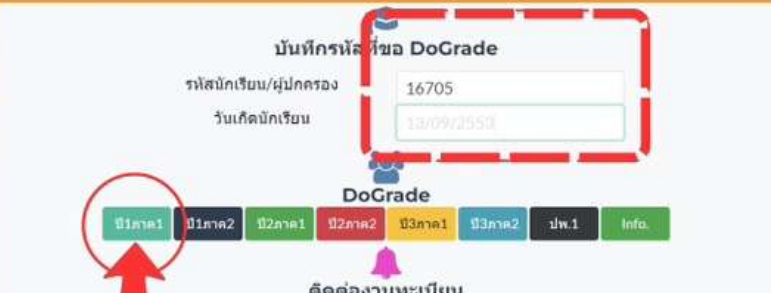 บันทึกรหัสที่ขอ DoGrade
รหัสนักเรียน/ผู้ปกครอง 16705
วันเกิดนักเรียน 13/09/2553
DoGrade
ปี1ภาค1 ปี1ภาค2 ปี2ภาค1 ปี2ภาค2 ปี3ภาค1 ปี3ภาค2 ปพ.1 Info.
ติดต่องานทะเบียน